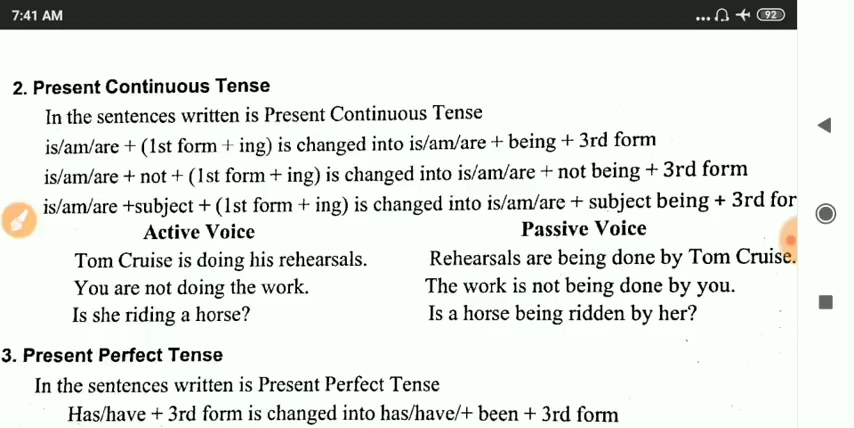 7:41 AM
92
2. Present Continuous Tense
In the sentences written is Present Continuous Tense
is/am/are + (1st form + ing) is changed into is/am/are + being + 3rd form
is/am/are + not + (1st form + ing) is changed into is/am/are + not being + 3rd form
is/am/are +subject + (1st form + ing) is changed into is/am/are + subject being + 3rd for
Active Voice Passive Voice
Tom Cruise is doing his rehearsals. Rehearsals are being done by Tom Cruise.
You are not doing the work. The work is not being done by you.
Is she riding a horse? Is a horse being ridden by her?
3. Present Perfect Tense
In the sentences written is Present Perfect Tense
Has/have + 3rd form is changed into has/have/+ been + 3rd form